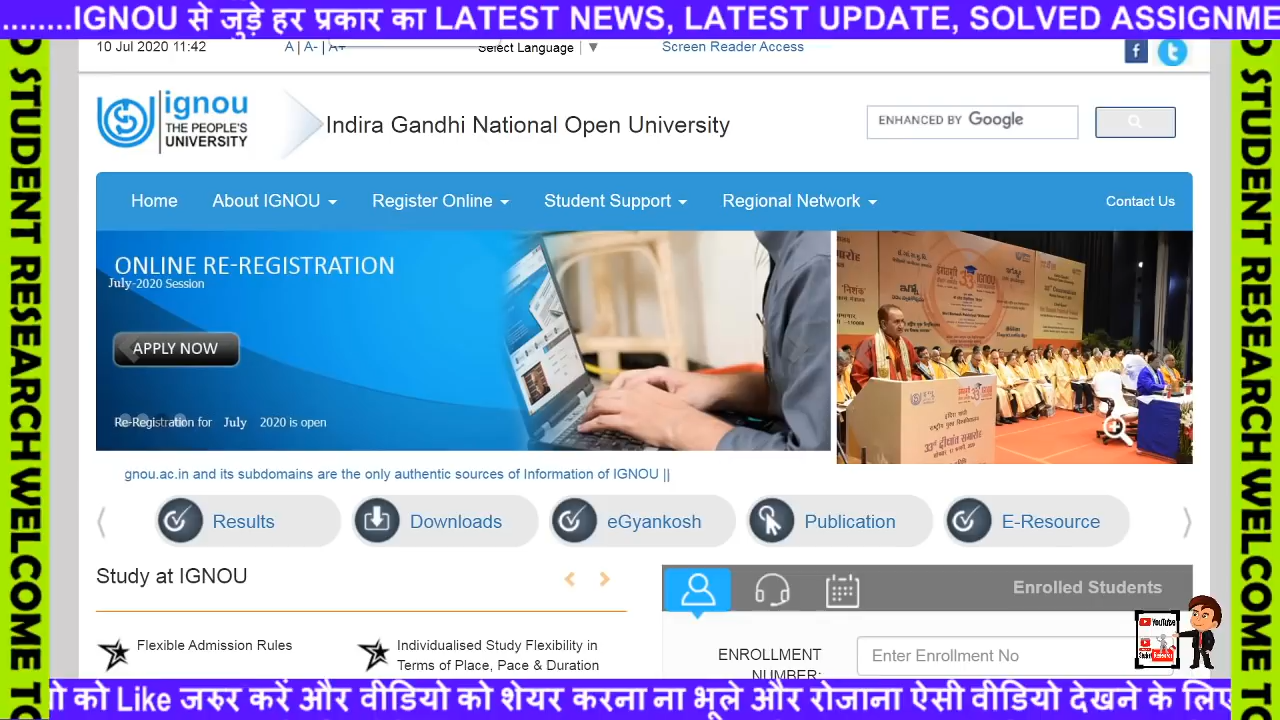 ........IGNOU से जुड़े हर प्रकार का LATEST NEWS, LATEST UPDATE, SOLVED ASSIGNME
10 Jul 2020 11:42
A | A- | A+
Select Language ▼
Screen Reader Access
ignou
THE PEOPLE'S
UNIVERSITY
Indira Gandhi National Open University
ENHANCED BY Google
Home
About IGNOU
Register Online
Student Support
Regional Network
Contact Us
ONLINE RE-REGISTRATION
July-2020 Session
APPLY NOW
Re-Registration for July 2020 is open
gnou.ac.in and its subdomains are the only authentic sources of Information of IGNOU ||
Results
Downloads
eGyankosh
Publication
E-Resource
Study at IGNOU
Enrolled Students
Flexible Admission Rules
Individualised Study Flexibility in
Terms of Place, Pace & Duration
ENROLLMENT
NUMBER:
Enter Enrollment No
YouTube
यो को Like जरुर करें और वीडियो को शेयर करना ना भूले और रोजाना ऐसी वीडियो देखने के लिए
O STUDENT RESEARCH WELCOME TO
O STUDENT RESEARCH WELCOME TO